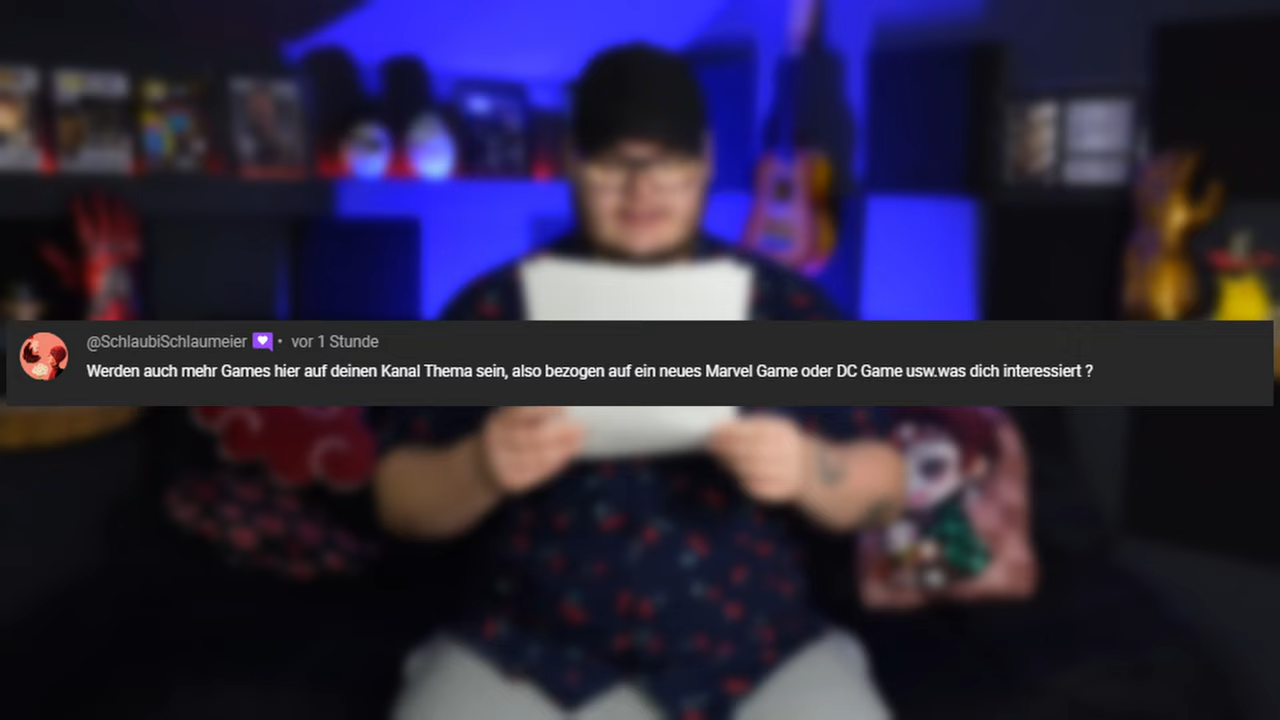 @SchlaubiSchlaumeier • vor 1 Stunde
Werden auch mehr Games hier auf deinen Kanal Thema sein, also bezogen auf ein neues Marvel Game oder DC Game usw.was dich interessiert ?